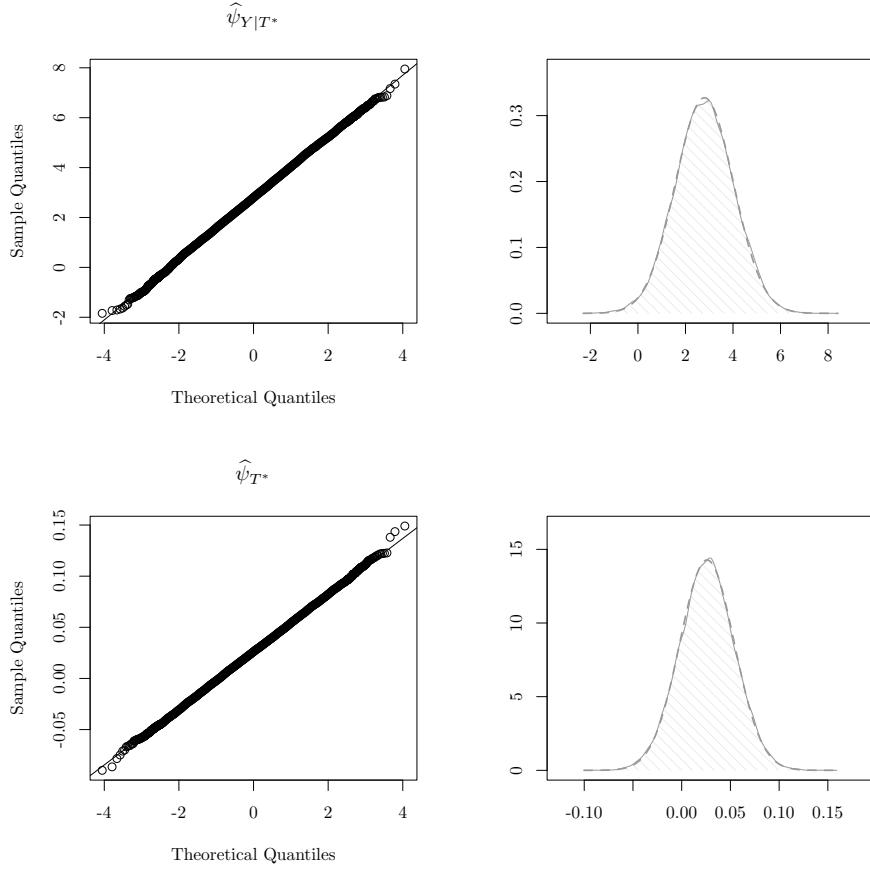 ψ̂_{Y|T*}
Sample Quantiles
8
6
4
2
0
-2
-4 -2 0 2 4
Theoretical Quantiles
0.3
0.2
0.1
0.0
-2 0 2 4 6 8
ψ̂_{T*}
Sample Quantiles
0.15
0.10
0.05
0.00
-0.05
-4 -2 0 2 4
Theoretical Quantiles
15
10
5
0
-0.10 0.00 0.05 0.10 0.15